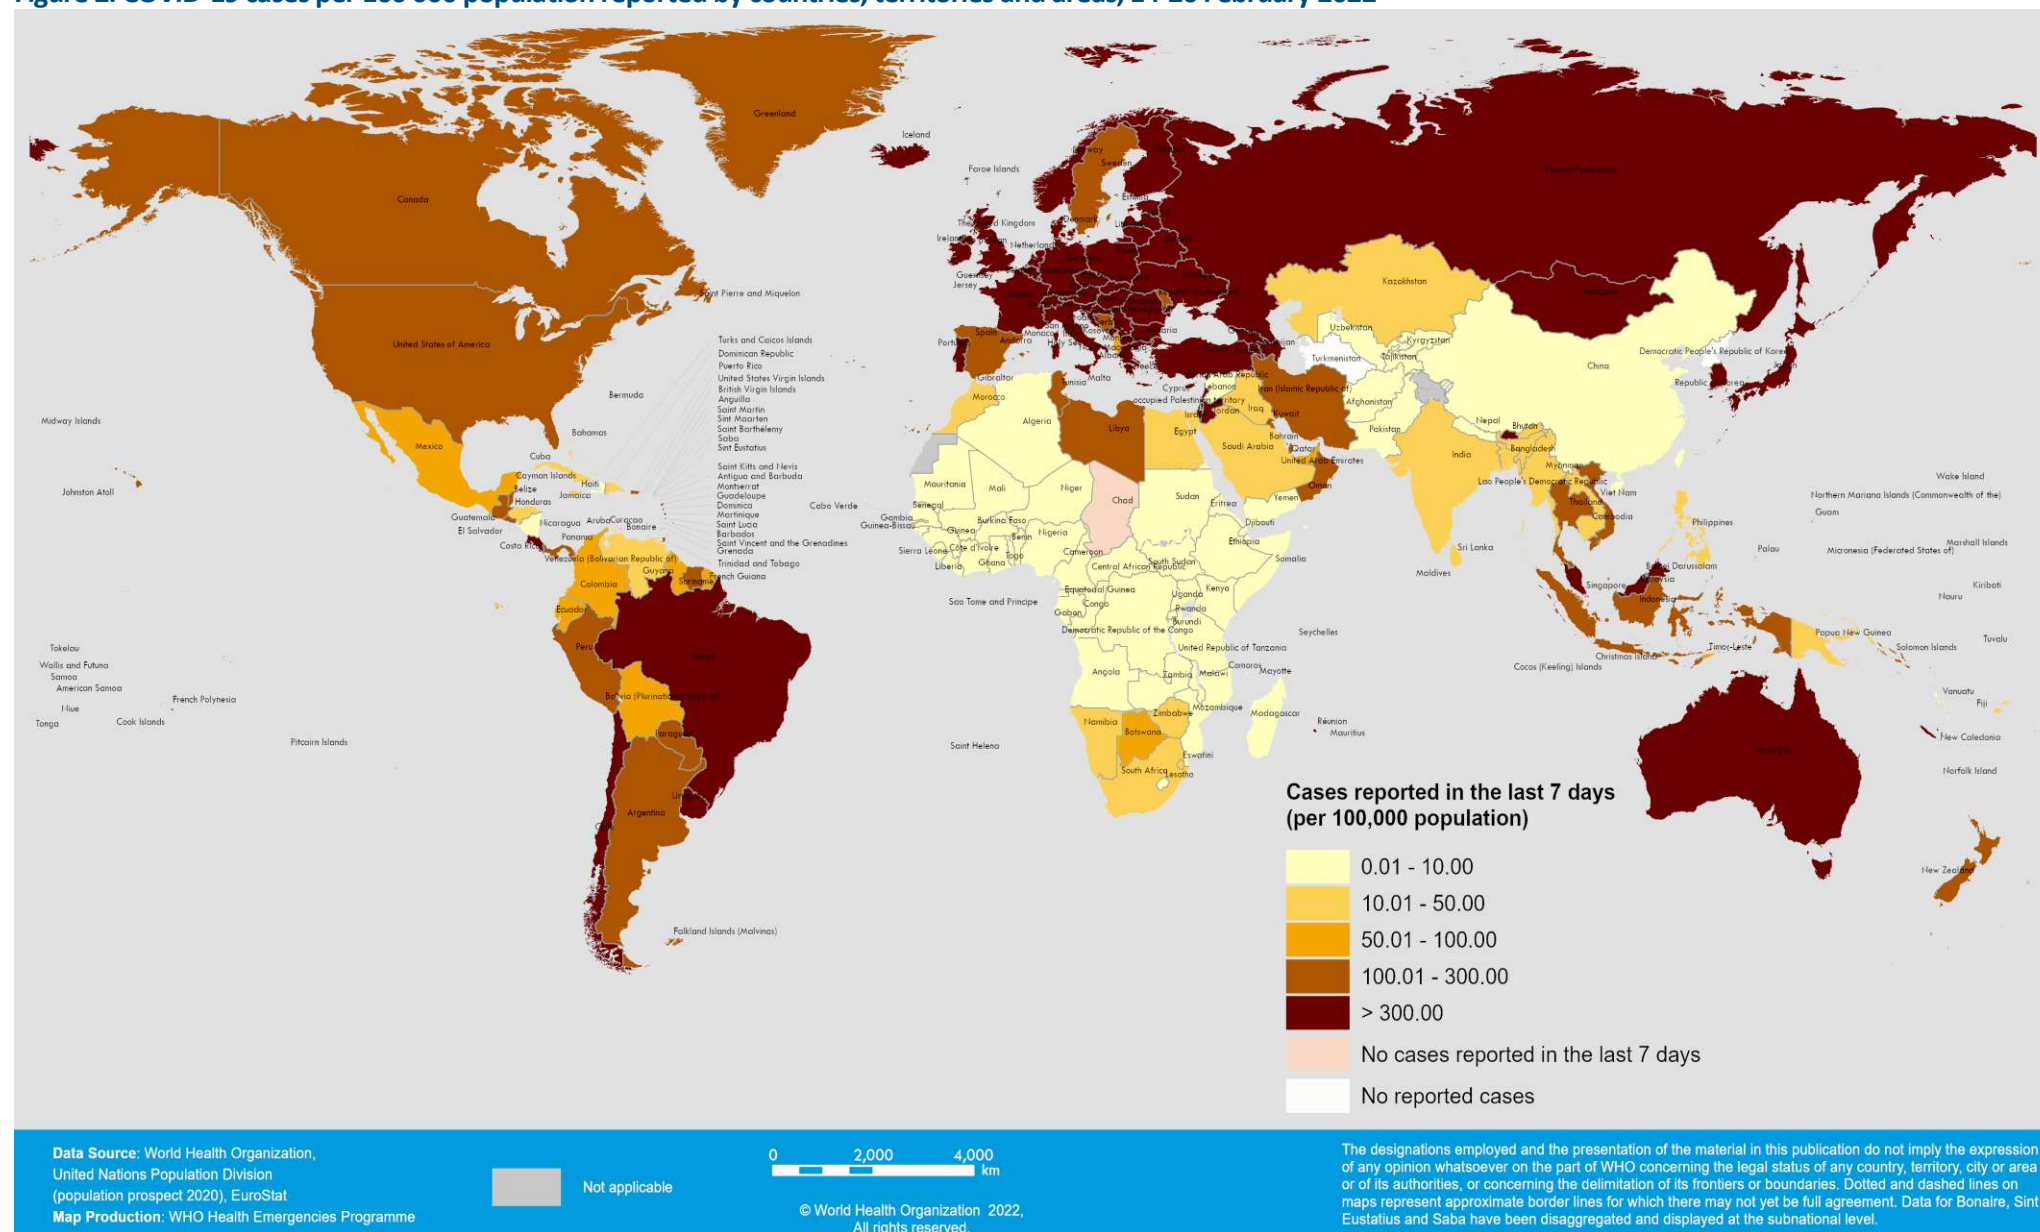 Canada
Greenland
Iceland
Faroe Islands
Sweden
Denmark
Guernsey
Jersey
Saint Pierre and Miquelon
United States of America
Spain
Andorra
Kazakhstan
Uzbekistan
Kyrgyzstan
Turkmenistan
Tajikistan
China
Turks and Caicos Islands
Dominican Republic
Puerto Rico
United States Virgin Islands
British Virgin Islands
Anguilla
Saint Martin
Sint Maarten
Saint Barthélemy
Saba
Sint Eustatius
Saint Kitts and Nevis
Antigua and Barbuda
Montserrat
Guadeloupe
Dominica
Martinique
Saint Lucia
Barbados
Saint Vincent and the Grenadines
Grenada
Trinidad and Tobago
French Guiana
Bermuda
Bahamas
Midway Islands
Johnston Atoll
Mexico
Cuba
Cayman Islands
Haiti
Jamaica
Belize
Honduras
Guatemala
El Salvador
Nicaragua
Costa Rica
Panama
Aruba
Curaçao
Bonaire
Venezuela (Bolivarian Republic of)
Guyana
Suriname
Colombia
Ecuador
Peru
Brazil
Bolivia (Plurinational State of)
Paraguay
Uruguay
Argentina
Falkland Islands (Malvinas)
Tokelau
Wallis and Futuna
Samoa
American Samoa
Niue
Tonga
Cook Islands
French Polynesia
Pitcairn Islands
Gibraltar
Malta
Tunisia
Morocco
Algeria
Libya
Egypt
Cyprus
Lebanon
occupied Palestinian territory
Jordan
Iraq
Iran (Islamic Republic of)
Kuwait
Bahrain
Qatar
United Arab Emirates
Saudi Arabia
Oman
Yemen
Afghanistan
Pakistan
Nepal
Bhutan
India
Bangladesh
Myanmar
Lao People's Democratic Republic
Viet Nam
Thailand
Cambodia
Sri Lanka
Maldives
Democratic People's Republic of Korea
Philippines
Brunei Darussalam
Singapore
Indonesia
Timor-Leste
Christmas Island
Cocos (Keeling) Islands
Papua New Guinea
Solomon Islands
Wake Island
Northern Mariana Islands (Commonwealth of the)
Guam
Palau
Micronesia (Federated States of)
Marshall Islands
Kiribati
Nauru
Tuvalu
Vanuatu
Fiji
New Caledonia
Norfolk Island
New Zealand
Cabo Verde
Mauritania
Mali
Niger
Chad
Sudan
Eritrea
Senegal
Gambia
Guinea-Bissau
Guinea
Burkina Faso
Benin
Nigeria
Djibouti
Ethiopia
Sierra Leone
Côte d'Ivoire
Liberia
Ghana
Togo
Cameroon
Central African Republic
South Sudan
Somalia
Sao Tome and Principe
Equatorial Guinea
Gabon
Congo
Uganda
Kenya
Rwanda
Burundi
Democratic Republic of the Congo
United Republic of Tanzania
Seychelles
Angola
Zambia
Malawi
Comoros
Mayotte
Mozambique
Madagascar
Réunion
Mauritius
Saint Helena
Namibia
Zimbabwe
Botswana
South Africa
Eswatini
Lesotho
Cases reported in the last 7 days
(per 100,000 population)
0.01 - 10.00
10.01 - 50.00
50.01 - 100.00
100.01 - 300.00
> 300.00
No cases reported in the last 7 days
No reported cases
Data Source: World Health Organization,
United Nations Population Division
(population prospect 2020), EuroStat
Map Production: WHO Health Emergencies Programme
Not applicable
0 2,000 4,000
km
© World Health Organization 2022,
All rights reserved.
The designations employed and the presentation of the material in this publication do not imply the expression
of any opinion whatsoever on the part of WHO concerning the legal status of any country, territory, city or area
or of its authorities, or concerning the delimitation of its frontiers or boundaries. Dotted and dashed lines on
maps represent approximate border lines for which there may not yet be full agreement. Data for Bonaire, Sint
Eustatius and Saba have been disaggregated and displayed at the subnational level.